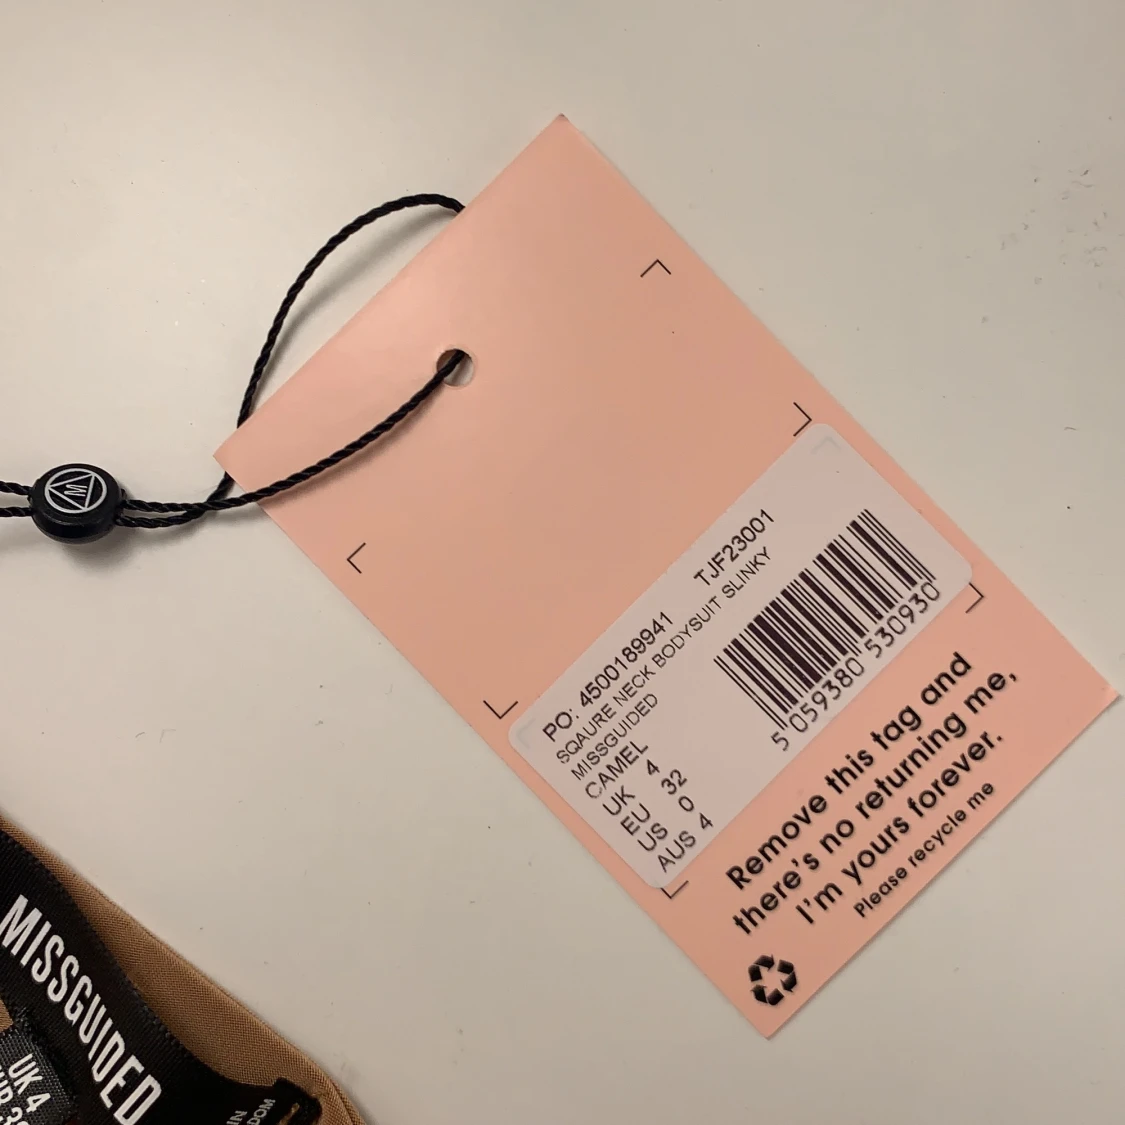 PO: 4500189941 TJF23001
SQAURE NECK BODYSUIT SLINKY
MISSGUIDED
CAMEL
UK 4
EU 32
US 0
AUS 4
5 059380 530930
Remove this tag and
there's no returning me,
I'm yours forever.
Please recycle me
M
MISSGUIDED
UK 4